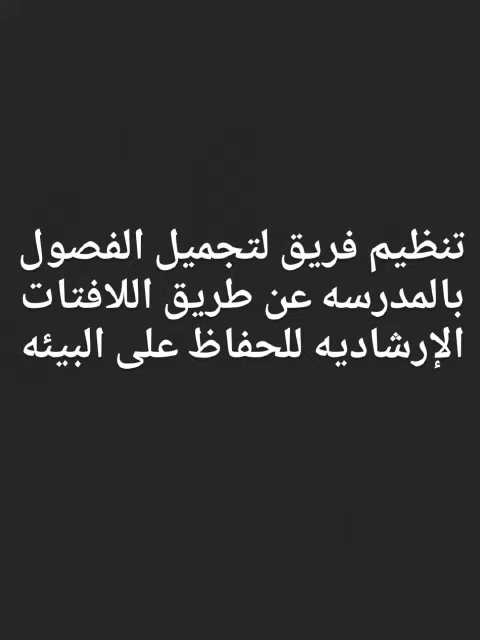 تنظيم فريق لتجميل الفصول
بالمدرسه عن طريق اللافتات
الإرشاديه للحفاظ على البيئه